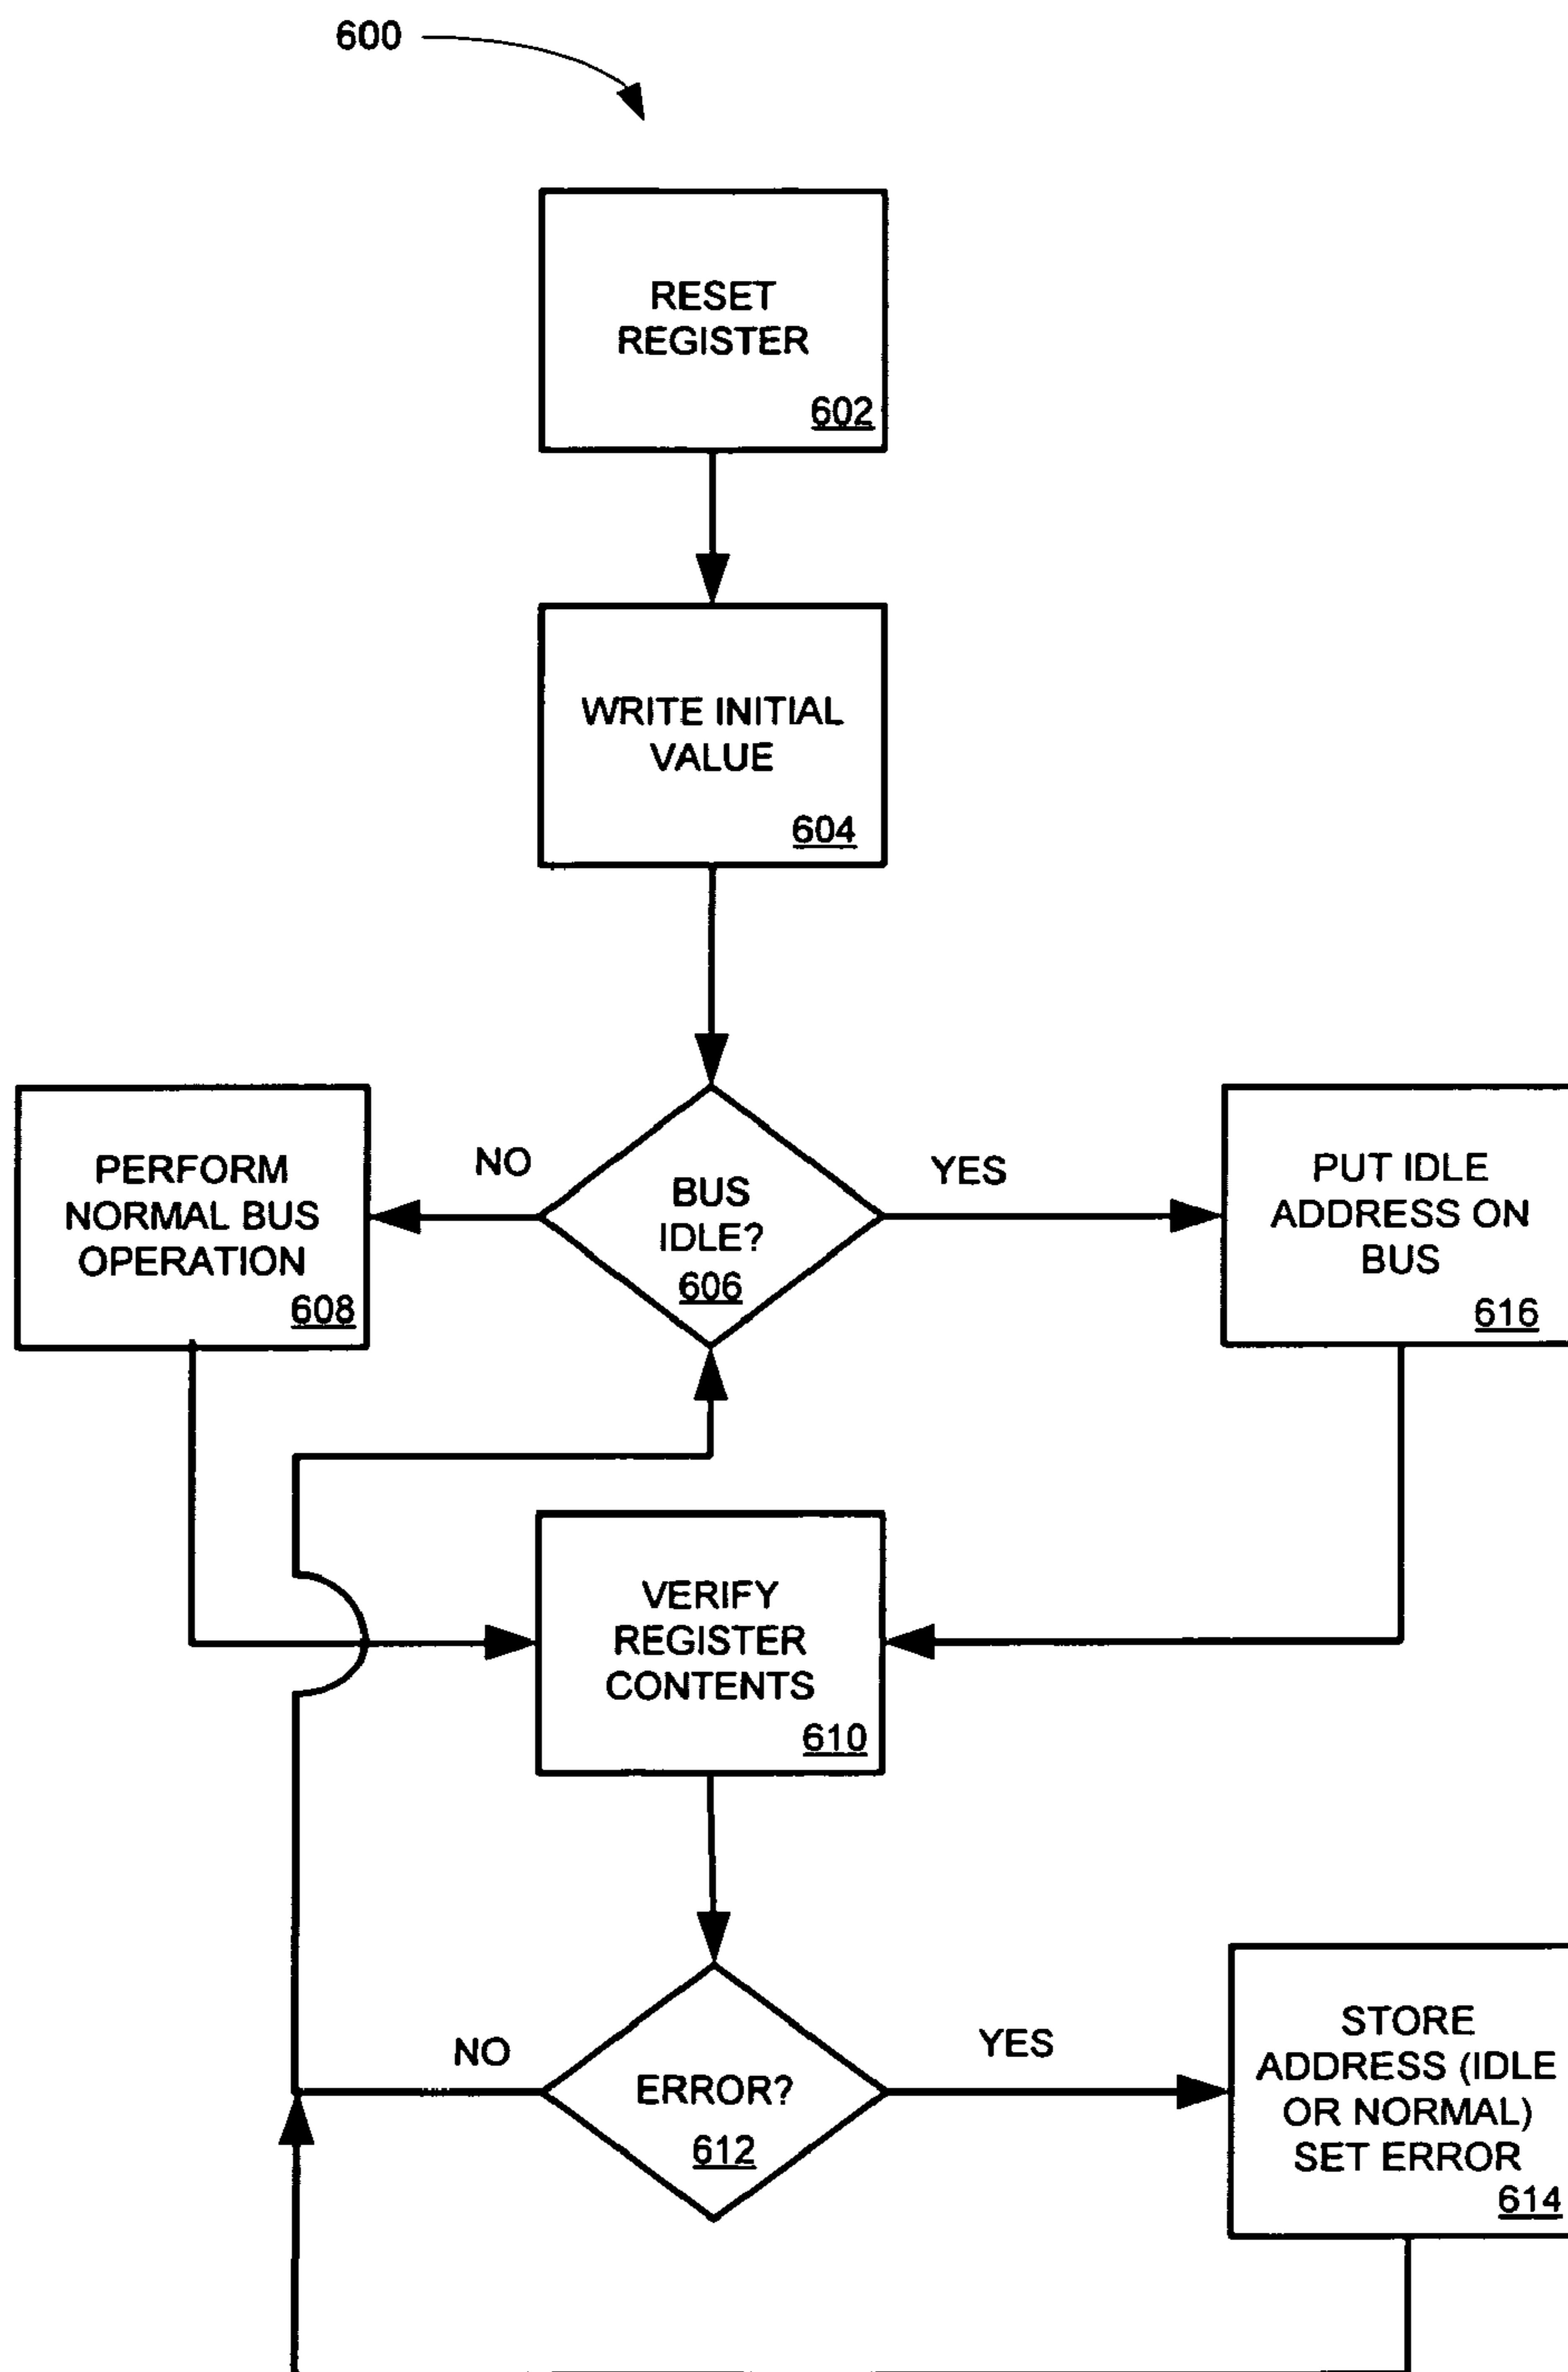 600
RESET
REGISTER
602
WRITE INITIAL
VALUE
604
PERFORM
NORMAL BUS
OPERATION
608
NO
BUS
IDLE?
606
YES
PUT IDLE
ADDRESS ON
BUS
616
VERIFY
REGISTER
CONTENTS
610
NO
ERROR?
612
YES
STORE
ADDRESS (IDLE
OR NORMAL)
SET ERROR
614